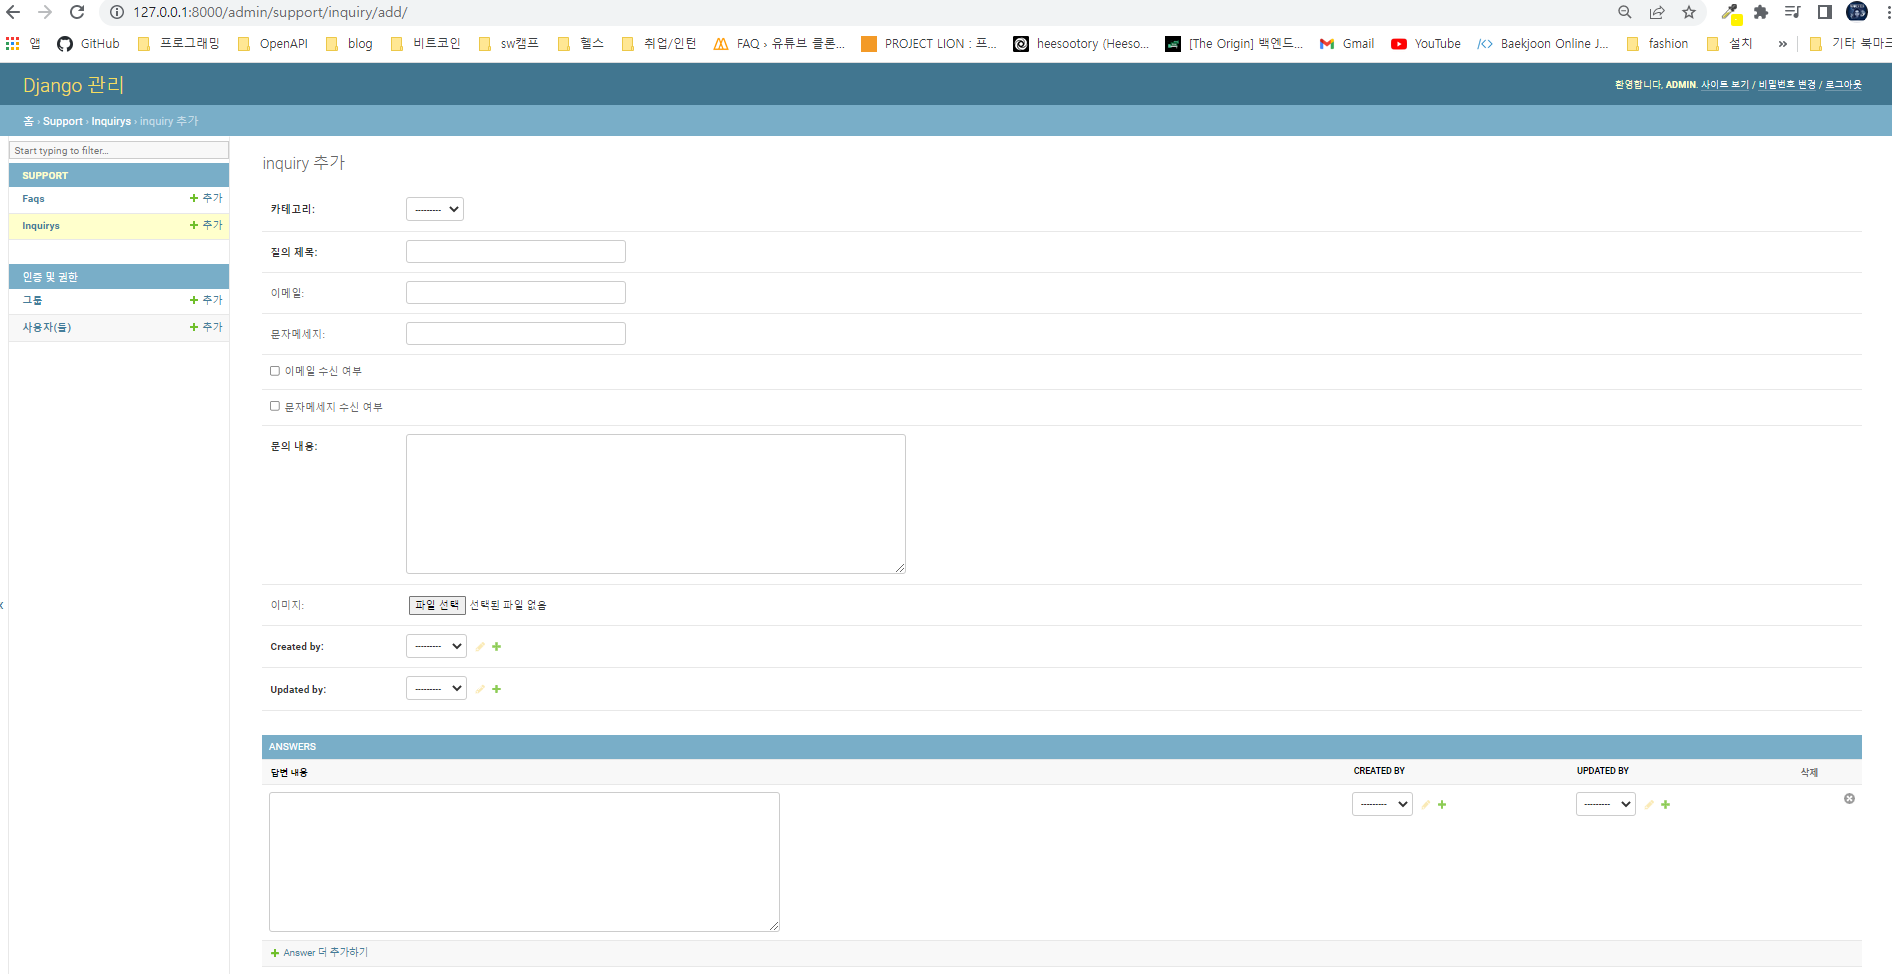 127.0.0.1:8000/admin/support/inquiry/add/
앱 GitHub 프로그래밍 OpenAPI blog 비트코인 sw캠프 헬스 취업/인턴 FAQ › 유튜브 클론... PROJECT LION : 프... heesootory (Heeso... [The Origin] 백엔드... Gmail YouTube Baekjoon Online J... fashion 설치 » 기타 북마크
Django 관리
환영합니다, ADMIN. 사이트 보기 / 비밀번호 변경 / 로그아웃
홈 › Support › Inquirys › inquiry 추가
Start typing to filter...
SUPPORT
Faqs 추가
Inquirys 추가
인증 및 권한
그룹 추가
사용자(들) 추가
inquiry 추가
카테고리: ---------
질의 제목:
이메일:
문자메세지:
이메일 수신 여부
문자메세지 수신 여부
문의 내용:
이미지: 파일 선택 선택된 파일 없음
Created by: ---------
Updated by: ---------
ANSWERS
답변 내용 CREATED BY UPDATED BY 삭제
--------- ---------
Answer 더 추가하기